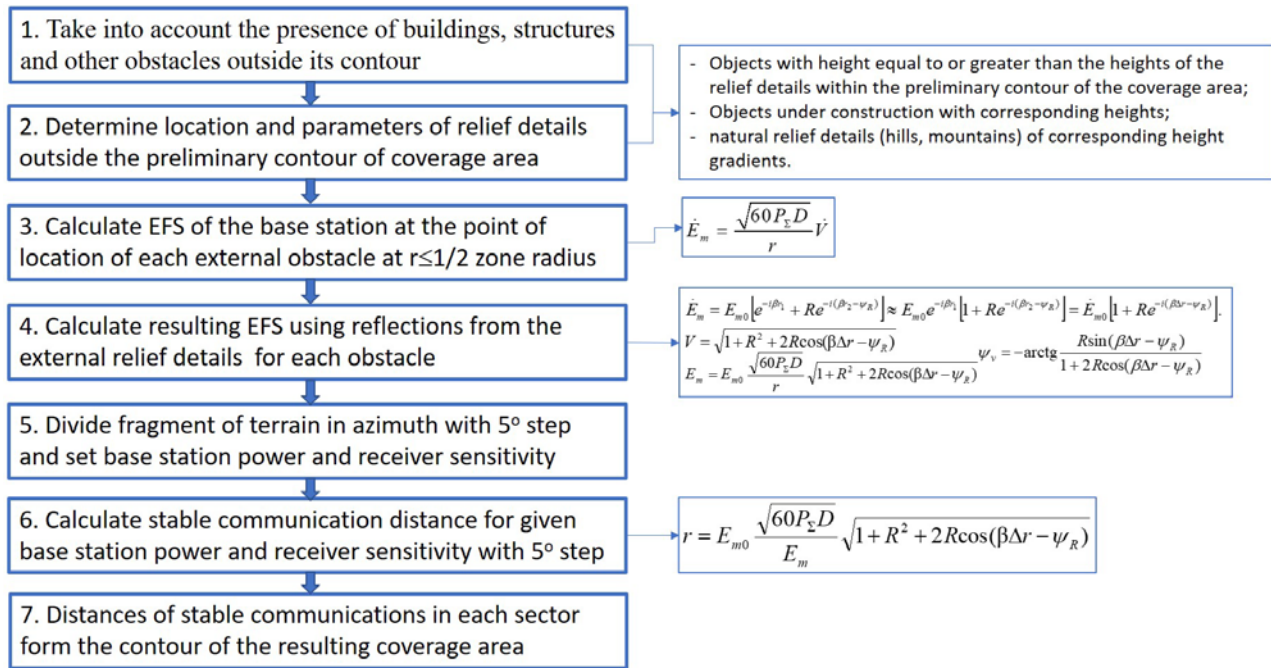 1. Take into account the presence of buildings, structures
and other obstacles outside its contour
- Objects with height equal to or greater than the heights of the
relief details within the preliminary contour of the coverage area;
- Objects under construction with corresponding heights;
- natural relief details (hills, mountains) of corresponding height
gradients.
2. Determine location and parameters of relief details
outside the preliminary contour of coverage area
3. Calculate EFS of the base station at the point of
location of each external obstacle at r≤1/2 zone radius
Ė_m = √(60P_Σ D) / r V̇
4. Calculate resulting EFS using reflections from the
external relief details for each obstacle
Ė_m = E_m0 [e^(-iβr₁) + Re^(-i(βr₂-ψ_R))] ≈ E_m0 e^(-iβr₁) [1 + Re^(-i(βr₂-ψ_R))] = Ė_m0 [1 + Re^(-i(βΔr-ψ_R))].
V = √(1 + R² + 2Rcos(βΔr - ψ_R))
ψ_v = -arctg Rsin(βΔr - ψ_R) / 1 + 2Rcos(βΔr - ψ_R)
E_m = E_m0 √(60P_Σ D) / r √(1 + R² + 2Rcos(βΔr - ψ_R))
5. Divide fragment of terrain in azimuth with 5º step
and set base station power and receiver sensitivity
6. Calculate stable communication distance for given
base station power and receiver sensitivity with 5º step
r = E_m0 √(60P_Σ D) / E_m √(1 + R² + 2Rcos(βΔr - ψ_R))
7. Distances of stable communications in each sector
form the contour of the resulting coverage area